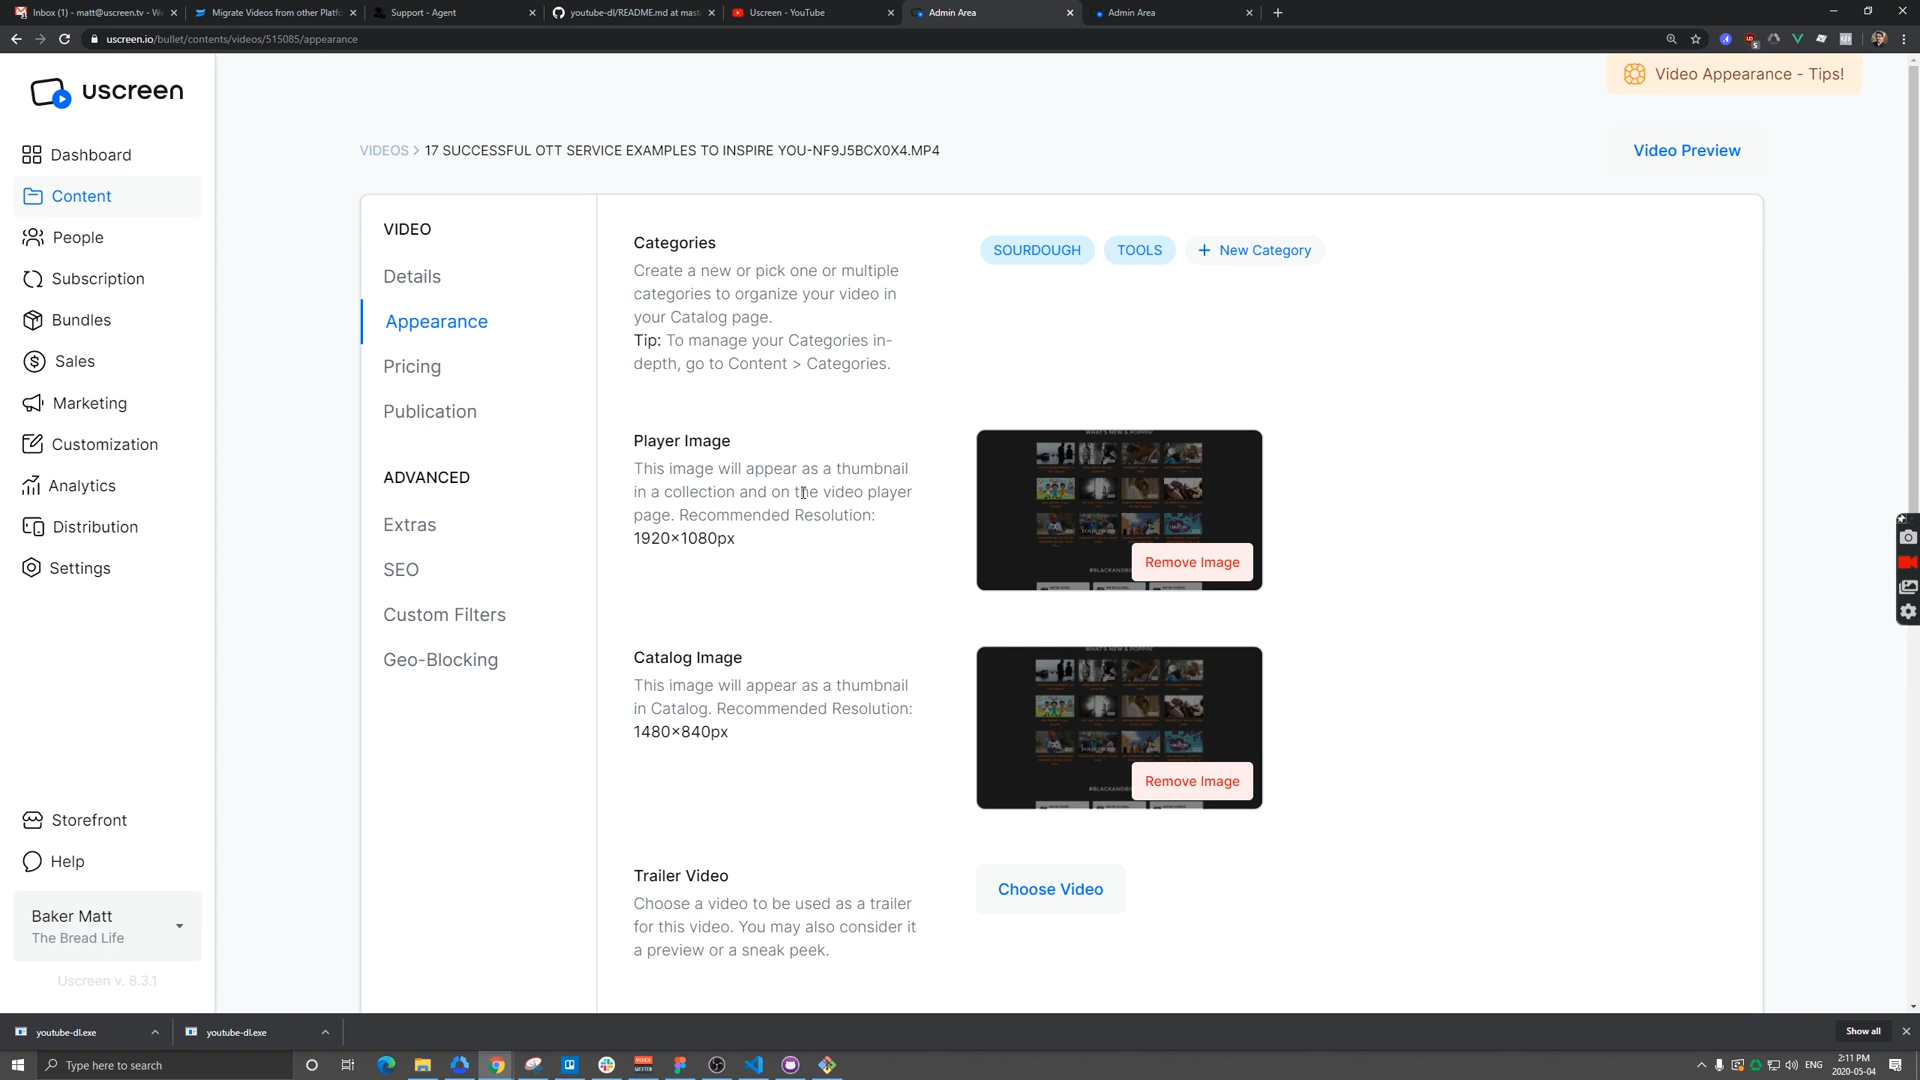 Inbox (1) - matt@uscreen.tv - We
Migrate Videos from other Platfo
Support - Agent
youtube-dl/README.md at mast
Uscreen - YouTube
Admin Area
Admin Area
uscreen.io/bullet/contents/videos/515085/appearance
uscreen
Video Appearance - Tips!
VIDEOS > 17 SUCCESSFUL OTT SERVICE EXAMPLES TO INSPIRE YOU-NF9J5BCX0X4.MP4
Video Preview
Dashboard
Content
People
Subscription
Bundles
Sales
Marketing
Customization
Analytics
Distribution
Settings
Storefront
Help
Baker Matt
The Bread Life
Uscreen v. 8.3.1
VIDEO
Details
Appearance
Pricing
Publication
ADVANCED
Extras
SEO
Custom Filters
Geo-Blocking
Categories
Create a new or pick one or multiple
categories to organize your video in
your Catalog page.
Tip: To manage your Categories in-
depth, go to Content > Categories.
SOURDOUGH
TOOLS
+ New Category
Player Image
This image will appear as a thumbnail
in a collection and on the video player
page. Recommended Resolution:
1920×1080px
WHAT'S NEW & POPPIN'
Remove Image
Catalog Image
This image will appear as a thumbnail
in Catalog. Recommended Resolution:
1480×840px
WHAT'S NEW & POPPIN'
Remove Image
Trailer Video
Choose a video to be used as a trailer
for this video. You may also consider it
a preview or a sneak peek.
Choose Video
youtube-dl.exe
youtube-dl.exe
Show all
Type here to search
ENG
2:11 PM
2020-05-04